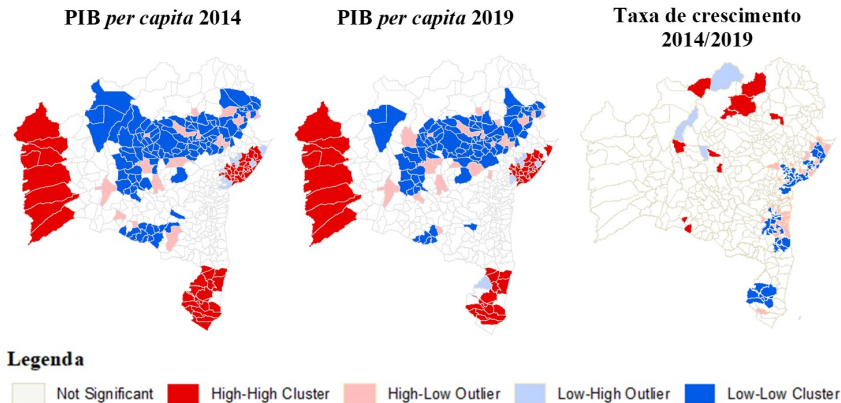 PIB per capita 2014
PIB per capita 2019
Taxa de crescimento
2014/2019
Legenda
Not Significant
High-High Cluster
High-Low Outlier
Low-High Outlier
Low-Low Cluster